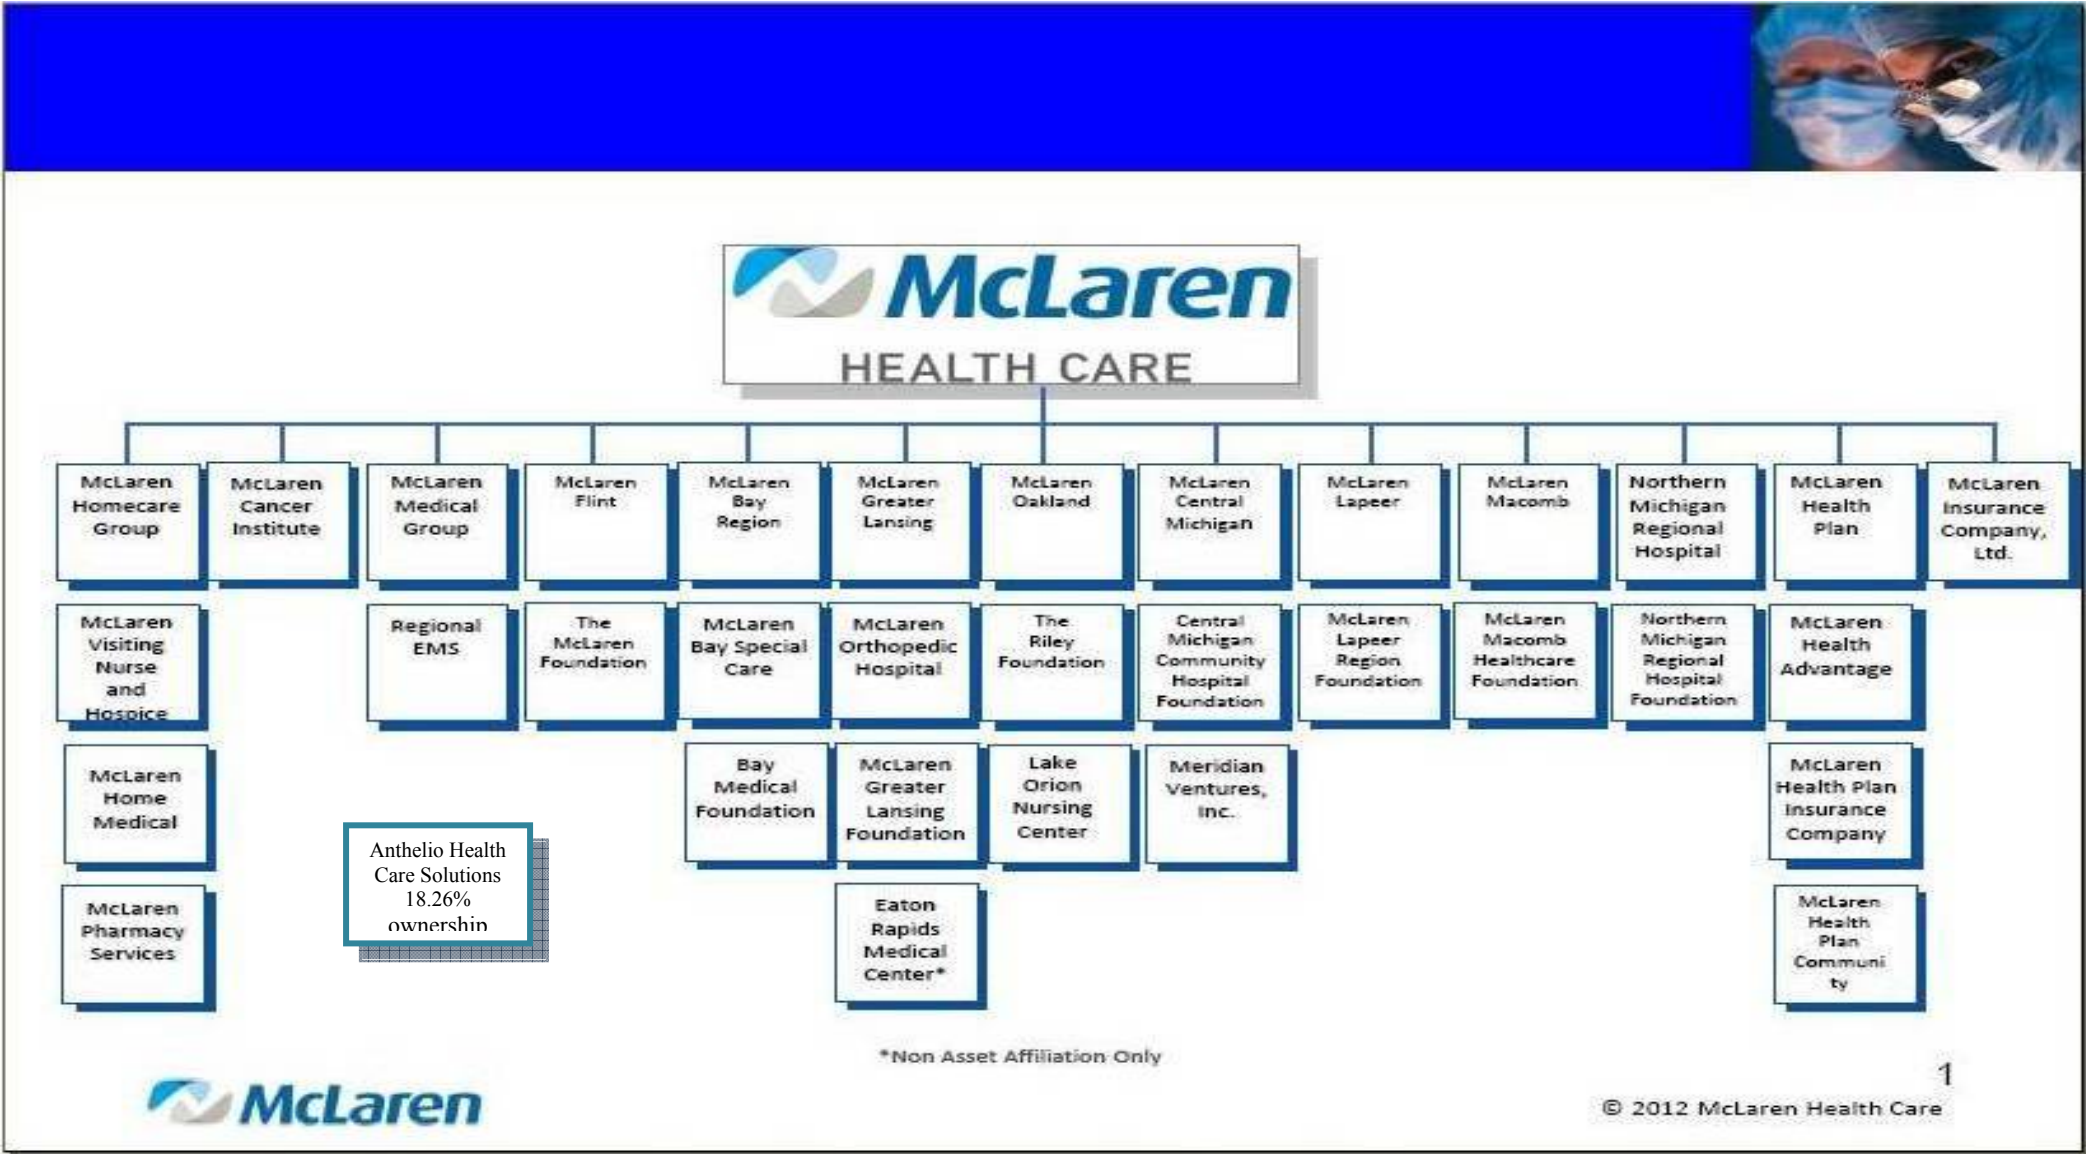 McLaren
HEALTH CARE
McLaren
Homecare
Group
McLaren
Cancer
Institute
McLaren
Medical
Group
McLaren
Flint
McLaren
Bay
Region
McLaren
Greater
Lansing
McLaren
Oakland
McLaren
Central
Michigan
McLaren
Lapeer
McLaren
Macomb
Northern
Michigan
Regional
Hospital
McLaren
Health
Plan
McLaren
Insurance
Company,
Ltd.
McLaren
Visiting
Nurse
and
Hospice
Regional
EMS
The
McLaren
Foundation
McLaren
Bay Special
Care
McLaren
Orthopedic
Hospital
The
Riley
Foundation
Central
Michigan
Community
Hospital
Foundation
McLaren
Lapeer
Region
Foundation
McLaren
Macomb
Healthcare
Foundation
Northern
Michigan
Regional
Hospital
Foundation
McLaren
Health
Advantage
McLaren
Home
Medical
Bay
Medical
Foundation
McLaren
Greater
Lansing
Foundation
Lake
Orion
Nursing
Center
Meridian
Ventures,
Inc.
McLaren
Health Plan
Insurance
Company
Anthelio Health
Care Solutions
18.26%
ownership
McLaren
Pharmacy
Services
Eaton
Rapids
Medical
Center*
McLaren
Health
Plan
Communi
ty
*Non Asset Affiliation Only
1
McLaren
© 2012 McLaren Health Care